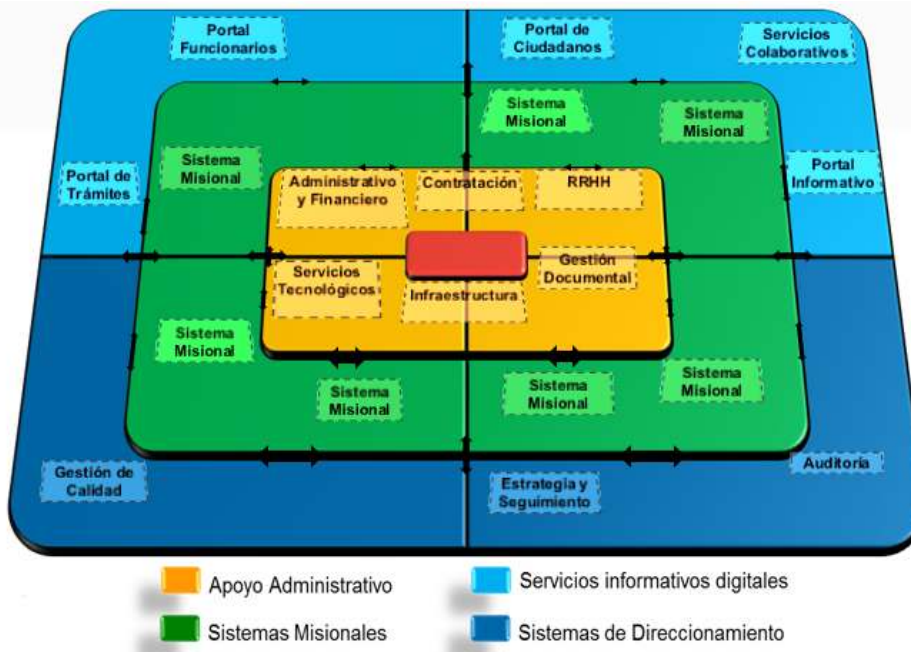 Portal
Funcionarios
Portal de
Ciudadanos
Servicios
Colaborativos
Sistema
Misional
Sistema
Misional
Sistema
Misional
Portal de
Trámites
Portal
Informativo
Administrativo
y Financiero
Contratación
RRHH
Servicios
Tecnológicos
Infraestructura
Gestión
Documental
Sistema
Misional
Sistema
Misional
Sistema
Misional
Sistema
Misional
Gestión de
Calidad
Estrategia y
Seguimiento
Auditoría
Apoyo Administrativo
Servicios informativos digitales
Sistemas Misionales
Sistemas de Direccionamiento